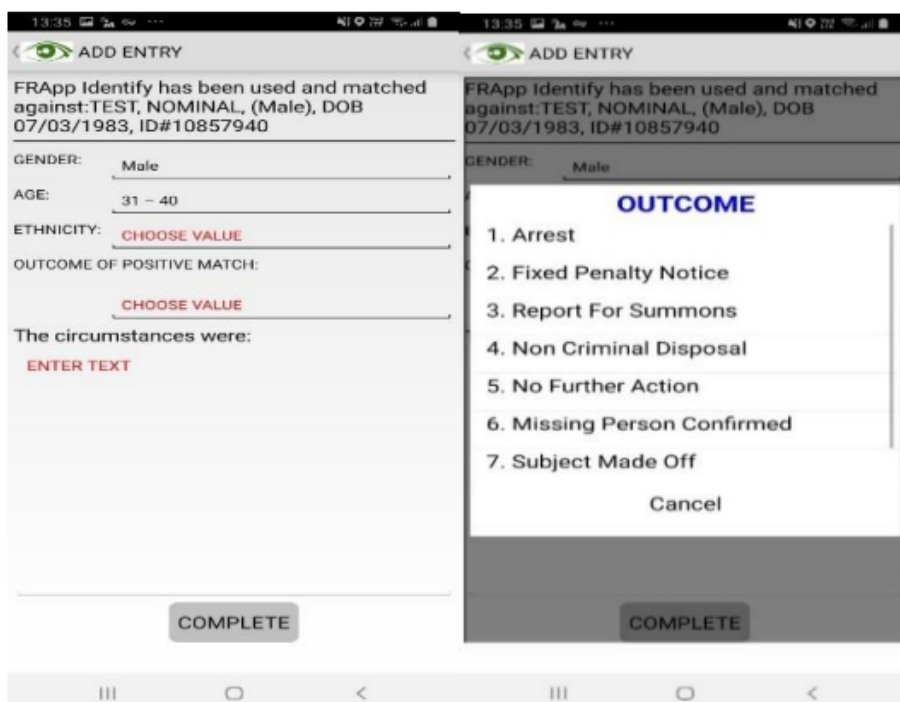 13:35
ADD ENTRY
FRApp Identify has been used and matched
against:TEST, NOMINAL, (Male), DOB
07/03/1983, ID#10857940
GENDER: Male
AGE: 31 – 40
ETHNICITY: CHOOSE VALUE
OUTCOME OF POSITIVE MATCH:
CHOOSE VALUE
The circumstances were:
ENTER TEXT
COMPLETE
13:35
ADD ENTRY
FRApp Identify has been used and matched
against:TEST, NOMINAL, (Male), DOB
07/03/1983, ID#10857940
GENDER: Male
OUTCOME
1. Arrest
2. Fixed Penalty Notice
3. Report For Summons
4. Non Criminal Disposal
5. No Further Action
6. Missing Person Confirmed
7. Subject Made Off
Cancel
COMPLETE